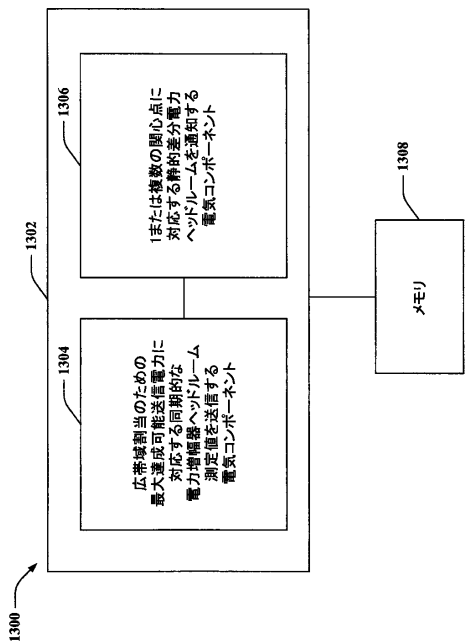 1300
1302
1304
広帯域割当のための
最大達成可能送信電力に
対応する同期的な
電力増幅器ヘッドルーム
測定値を送信する
電気コンポーネント
1306
1または複数の関心点に
対応する静的差分電力
ヘッドルームを通知する
電気コンポーネント
1308
メモリ